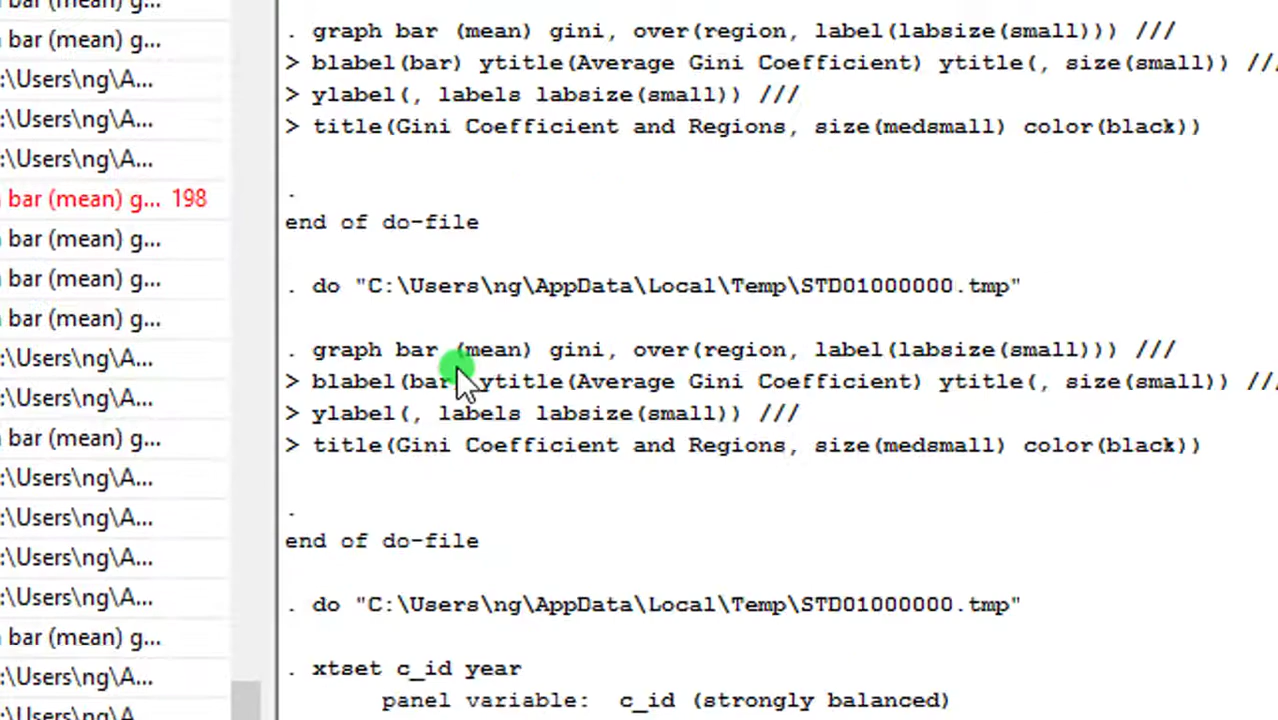 bar (mean) g...
bar (mean) g...
:\Users\ng\A...
:\Users\ng\A...
:\Users\ng\A...
bar (mean) g... 198
bar (mean) g...
bar (mean) g...
bar (mean) g...
:\Users\ng\A...
:\Users\ng\A...
bar (mean) g...
:\Users\ng\A...
:\Users\ng\A...
:\Users\ng\A...
:\Users\ng\A...
bar (mean) g...
:\Users\ng\A...
:\Users\ng\A...
. graph bar (mean) gini, over(region, label(labsize(small))) ///
> blabel(bar) ytitle(Average Gini Coefficient) ytitle(, size(small)) ///
> ylabel(, labels labsize(small)) ///
> title(Gini Coefficient and Regions, size(medsmall) color(black))
.
end of do-file
. do "C:\Users\ng\AppData\Local\Temp\STD01000000.tmp"
. graph bar (mean) gini, over(region, label(labsize(small))) ///
> blabel(bar) ytitle(Average Gini Coefficient) ytitle(, size(small)) ///
> ylabel(, labels labsize(small)) ///
> title(Gini Coefficient and Regions, size(medsmall) color(black))
.
end of do-file
. do "C:\Users\ng\AppData\Local\Temp\STD01000000.tmp"
. xtset c_id year
panel variable: c_id (strongly balanced)